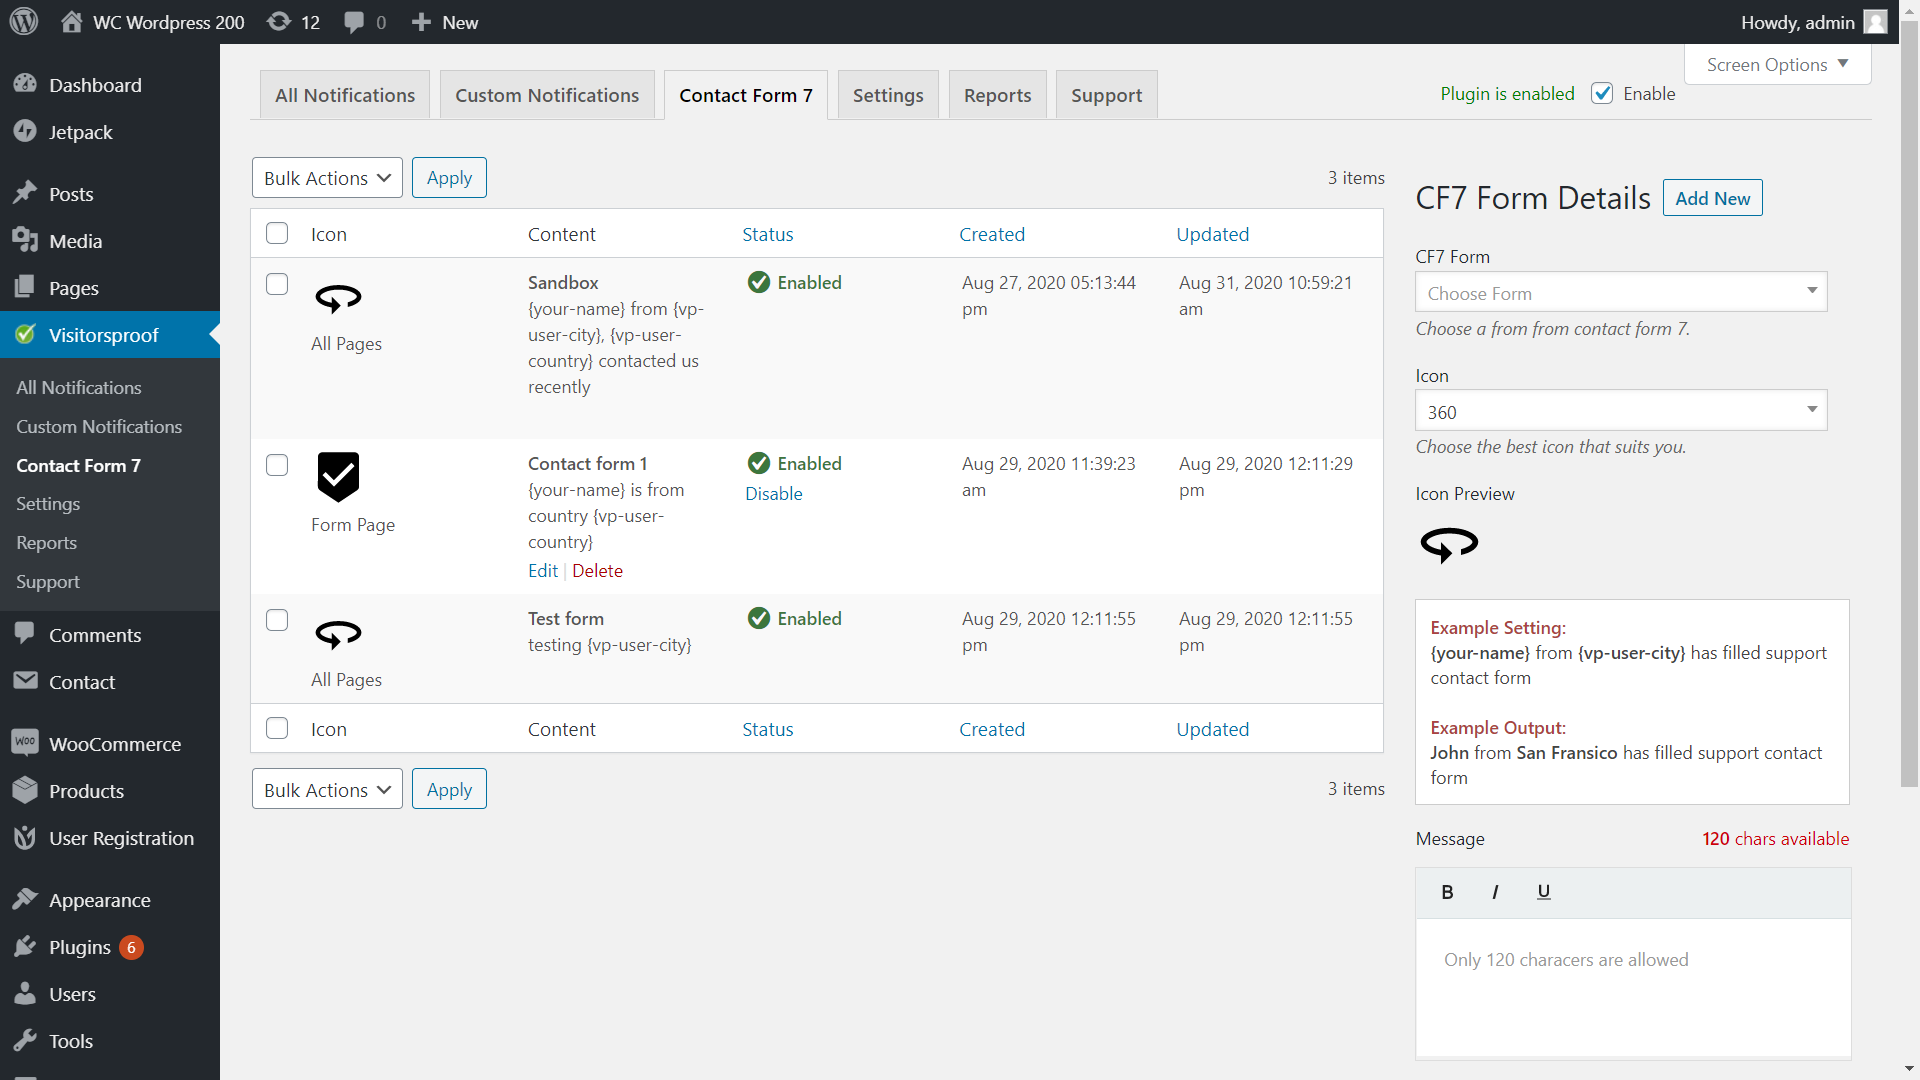 WC Wordpress 200
12
0
New
Howdy, admin
Screen Options
Dashboard
Jetpack
Posts
Media
Pages
Visitorsproof
All Notifications
Custom Notifications
Contact Form 7
Settings
Reports
Support
Comments
Contact
Woo
WooCommerce
Products
User Registration
Appearance
Plugins 6
Users
Tools
All Notifications
Custom Notifications
Contact Form 7
Settings
Reports
Support
Plugin is enabled
Enable
Bulk Actions
Apply
3 items
Icon
Content
Status
Created
Updated
All Pages
Sandbox
{your-name} from {vp-
user-city}, {vp-user-
country} contacted us
recently
Enabled
Aug 27, 2020 05:13:44
pm
Aug 31, 2020 10:59:21
am
Form Page
Contact form 1
{your-name} is from
country {vp-user-
country}
Edit | Delete
Enabled
Disable
Aug 29, 2020 11:39:23
am
Aug 29, 2020 12:11:29
pm
All Pages
Test form
testing {vp-user-city}
Enabled
Aug 29, 2020 12:11:55
pm
Aug 29, 2020 12:11:55
pm
Icon
Content
Status
Created
Updated
Bulk Actions
Apply
3 items
CF7 Form Details
Add New
CF7 Form
Choose Form
Choose a from from contact form 7.
Icon
360
Choose the best icon that suits you.
Icon Preview
Example Setting:
{your-name} from {vp-user-city} has filled support
contact form
Example Output:
John from San Fransico has filled support contact
form
Message
120 chars available
B
I
U
Only 120 characers are allowed